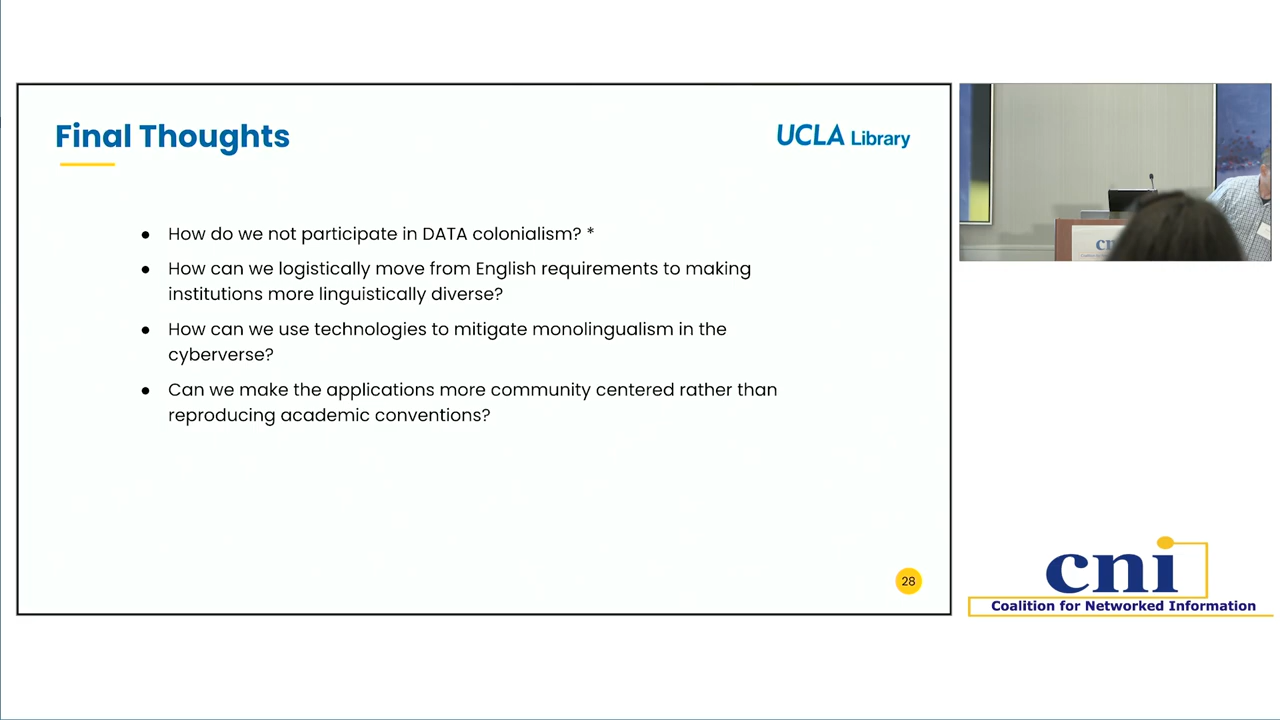 Final Thoughts
UCLA Library
● How do we not participate in DATA colonialism? *
● How can we logistically move from English requirements to making
institutions more linguistically diverse?
● How can we use technologies to mitigate monolingualism in the
cyberverse?
● Can we make the applications more community centered rather than
reproducing academic conventions?
28
cni
cni
Coalition for Networked Information